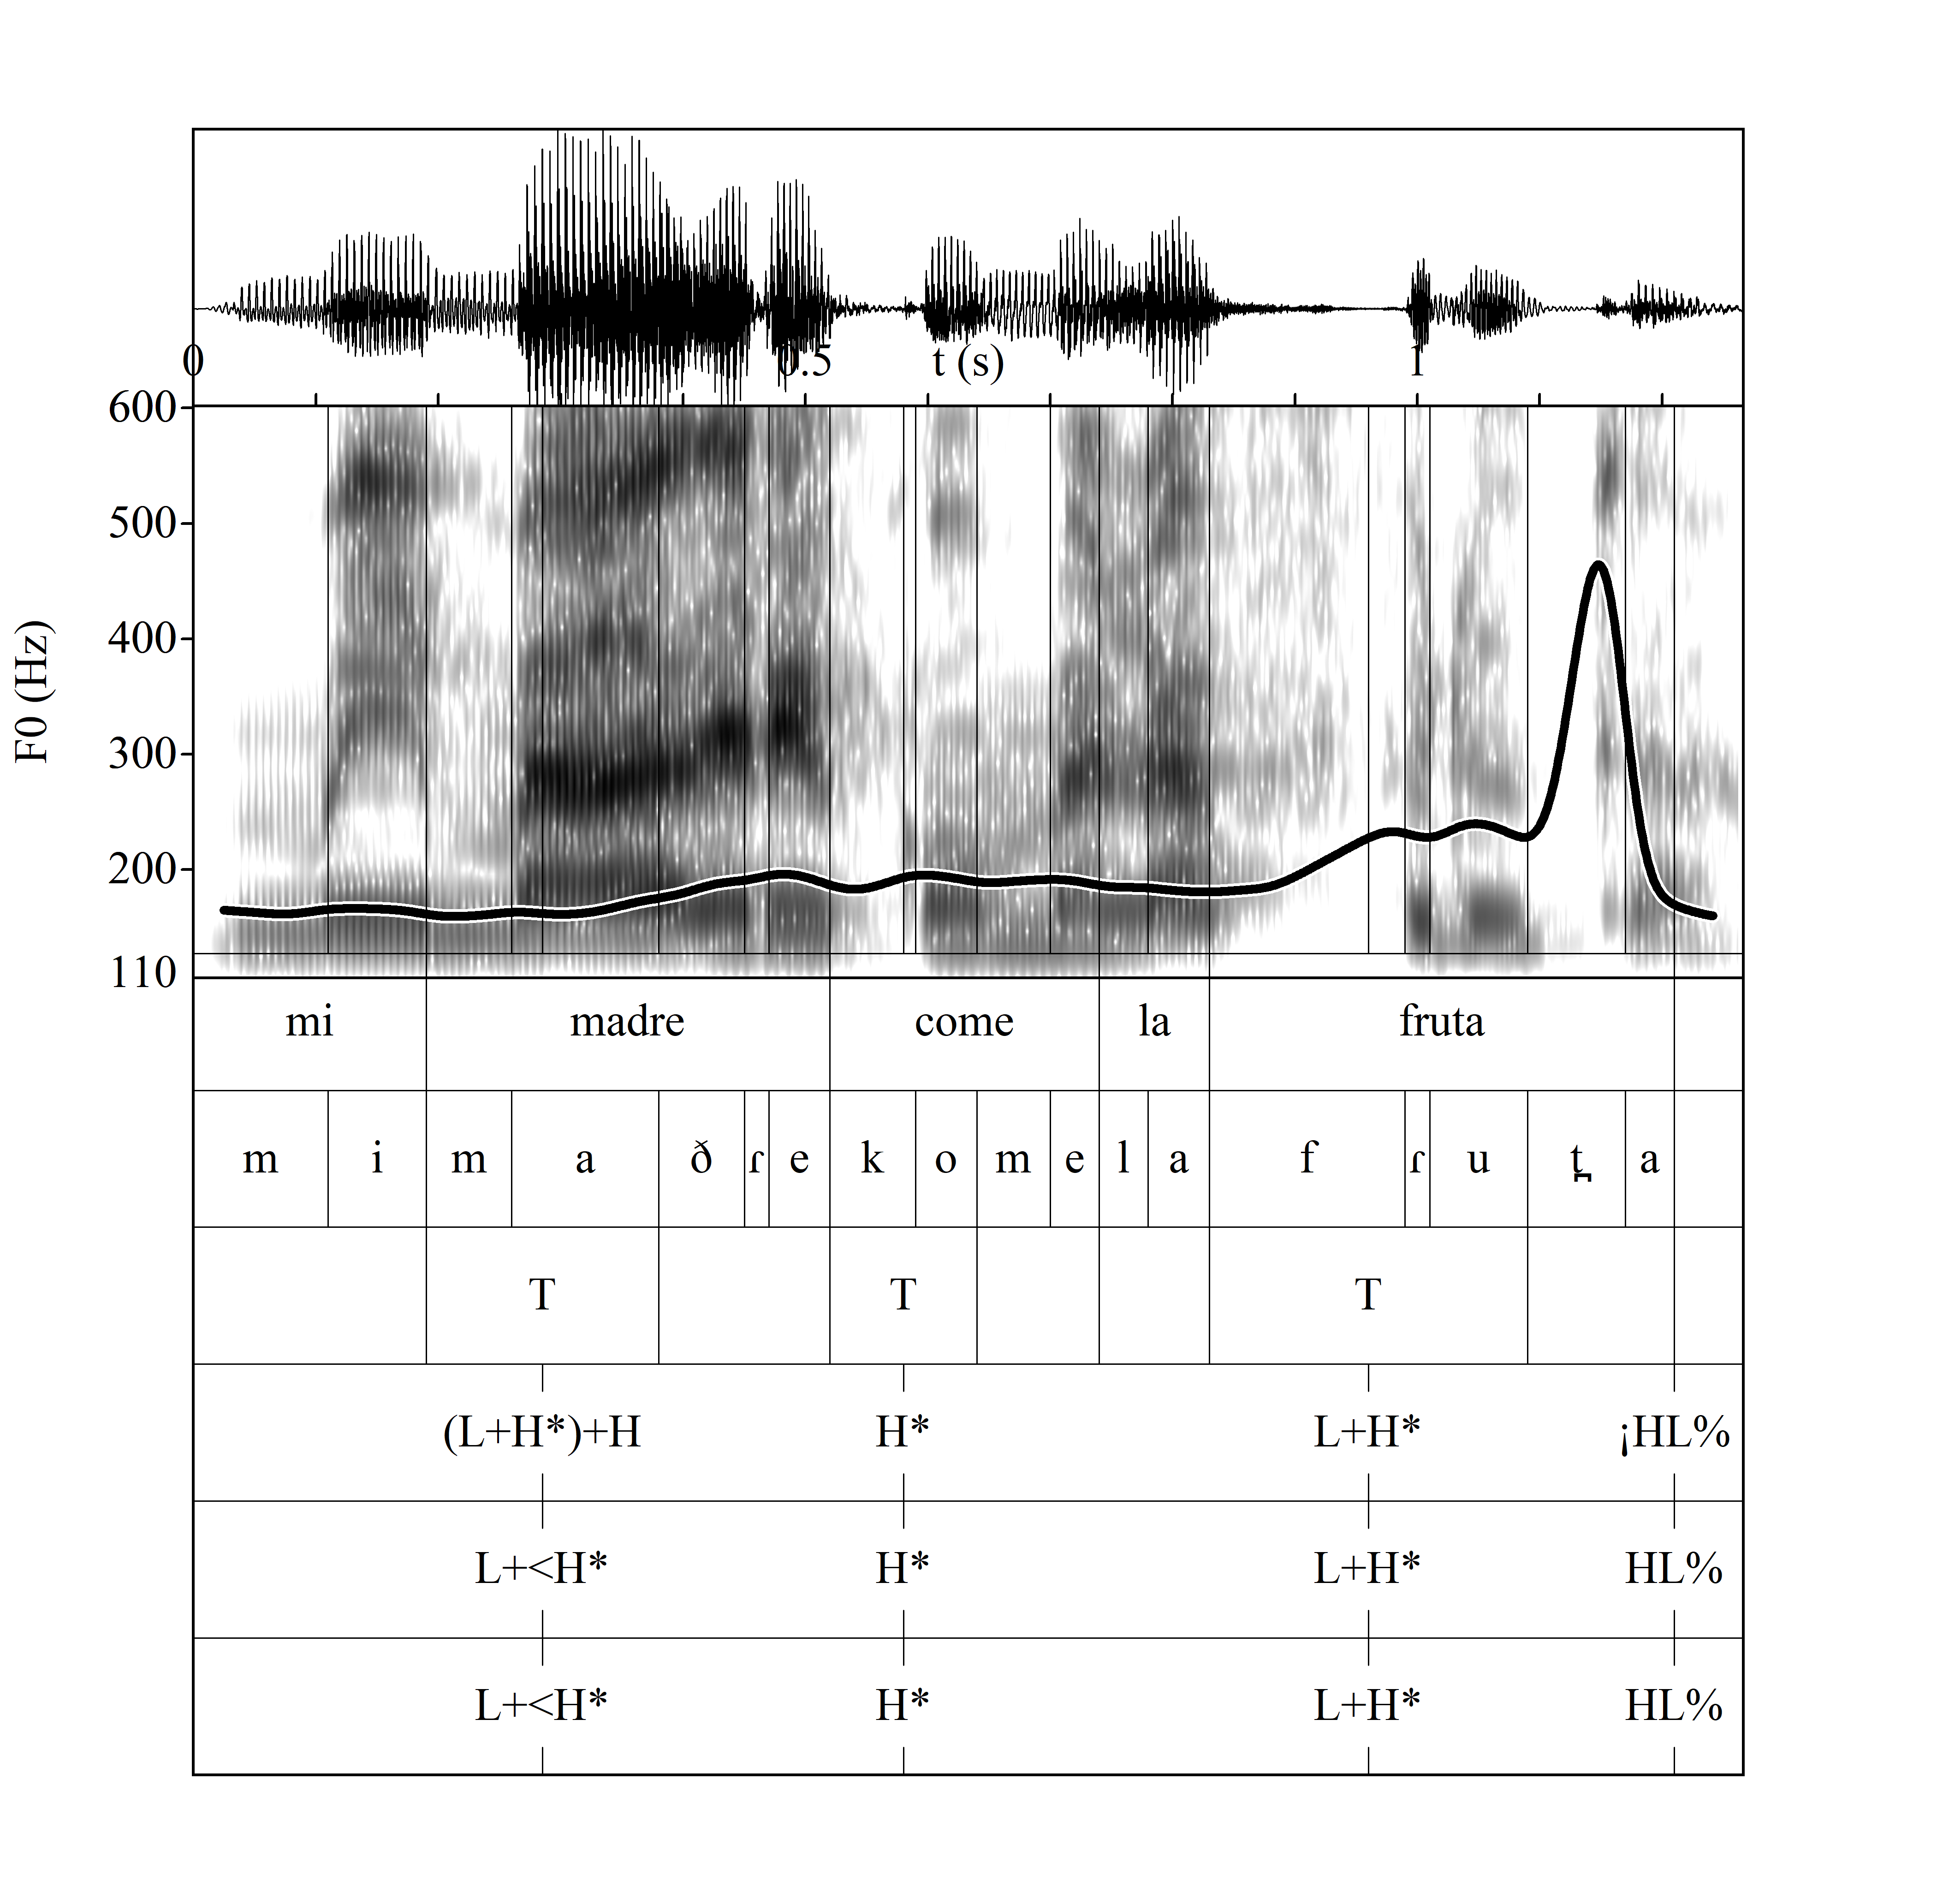 0 0.5 t (s) 1
600
500
400
300
200
110
F0 (Hz)
mi madre come la fruta
m i m a ð ɾ e k o m e l a f ɾ u t̪ a
T T T
(L+H*)+H H* L+H* ¡HL%
L+<H* H* L+H* HL%
L+<H* H* L+H* HL%